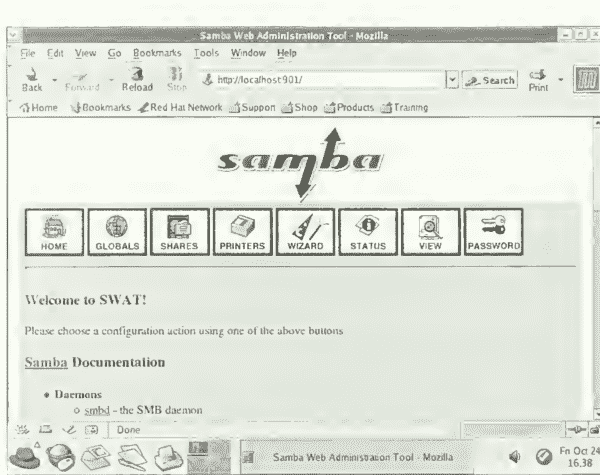 Samba Web Administration Tool - Mozilla
File Edit View Go Bookmarks Tools Window Help
Back Forward Reload Stop http://localhost:901/ Search Print
Home Bookmarks Red Hat Network Support Shop Products Training
samba
HOME GLOBALS SHARES PRINTERS WIZARD STATUS VIEW PASSWORD
Welcome to SWAT!
Please choose a configuration action using one of the above buttons
Samba Documentation
• Daemons
○ smbd - the SMB daemon
Done
Samba Web Administration Tool - Mozilla Fri Oct 24
16.38